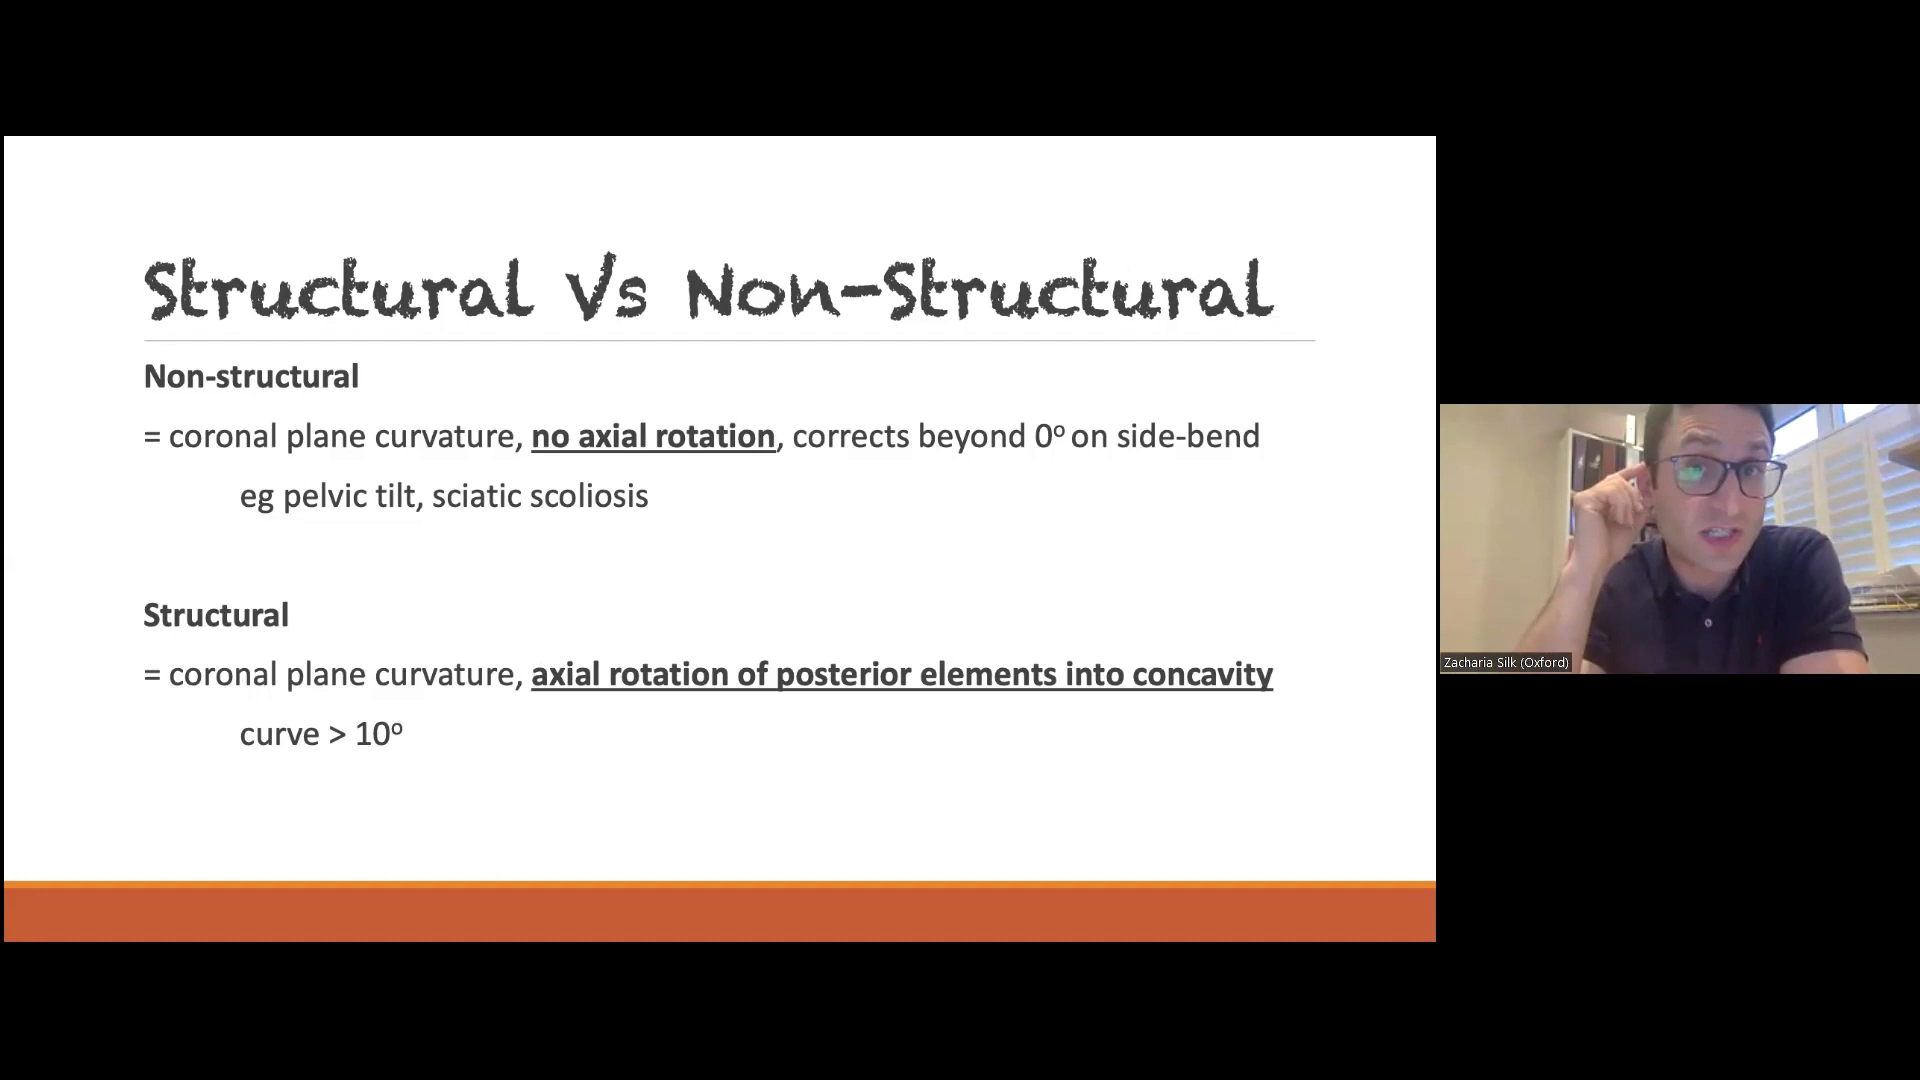 Structural Vs Non-Structural
Non-structural
= coronal plane curvature, no axial rotation, corrects beyond 0º on side-bend
eg pelvic tilt, sciatic scoliosis
Structural
= coronal plane curvature, axial rotation of posterior elements into concavity
curve > 10º
Zacharia Silk (Oxford)